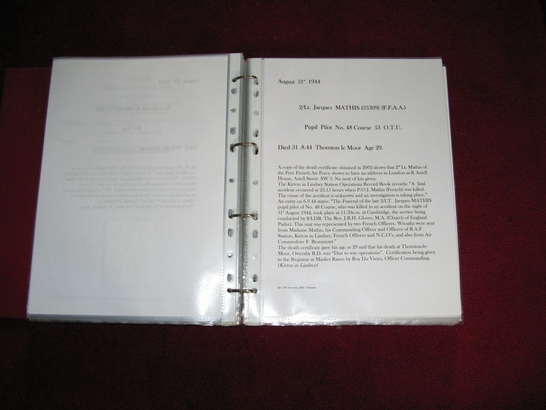 August 31st 1944
2/Lt. Jacques MATHIS (35309) (F.F.A.A.)
Pupil Pilot No. 48 Course 53 O.T.U.
Died 31 .8.44 Thornton le Moor Age 29.
A copy of the death certificate obtained in 2002 shows that 2nd Lt. Mathis of
the Free French Air Force shown to have an address in London as 8. Astell
House, Astell Street SW 3. No next of kin given.
The Kirton in Lindsey Station Operations Record Book records: "A fatal
accident occurred at 23.15 hours when P.O J. Mathis (French) was killed.
The cause of the accident is unknown and an investigation is taking place."
An entry on 6.9.44 states: "The Funeral of the late 2/LT. Jacques MATHIS
pupil pilot of No. 48 Course, who was killed in an accident on the night of
31st August 1944, took place at 11.30a.m. at Cambridge, the service being
conducted by S/LDR. The Rev. J.R.H. Glover, M.A. (Church of England
Padre). This unit was represented by two French Officers. Wreaths were sent
from Madame Mathis, his Commanding Officer and Officers of R.A.F.
Station, Kirton in Lindsey, French Officers and N.C.O's, and also from Air
Commodore F. Beaumont."
The death certificate gives his age as 29 and that his death at Thornton-le-
Moor, Owersby R.D. was "Due to war operations". Certification being given
to the Registrar at Market Rasen by Roy Du Vivier, Officer Commanding.
(Kirton in Lindsey)